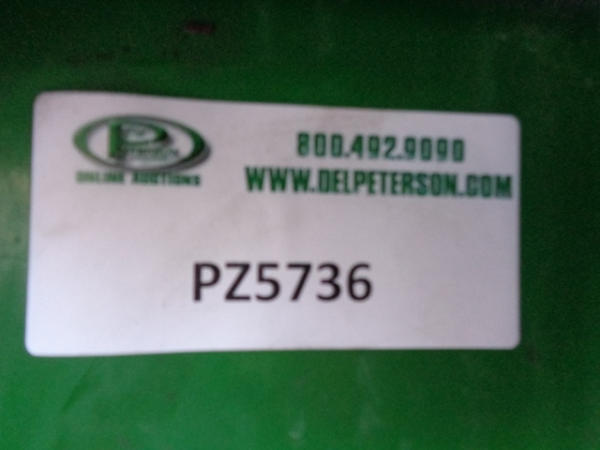 800.492.9090
WWW.DELPETERSON.COM
ONLINE AUCTIONS
PZ5736